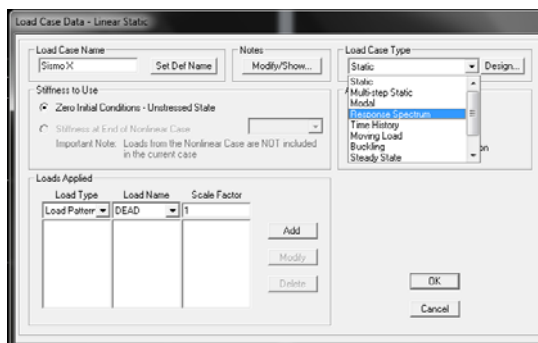 Load Case Data - Linear Static
Load Case Name
Notes
Load Case Type
Sismo X
Set Def Name
Modify/Show...
Static
Design...
Static
Multi-step Static
Modal
Response Spectrum
Time History
Moving Load
Buckling
Steady State
Stiffness to Use
Zero Initial Conditions - Unstressed State
Stiffness at End of Nonlinear Case
Important Note: Loads from the Nonlinear Case are NOT included
in the current case
Loads Applied
Load Type Load Name Scale Factor
Load Pattern DEAD 1
Add
Modify
Delete
OK
Cancel